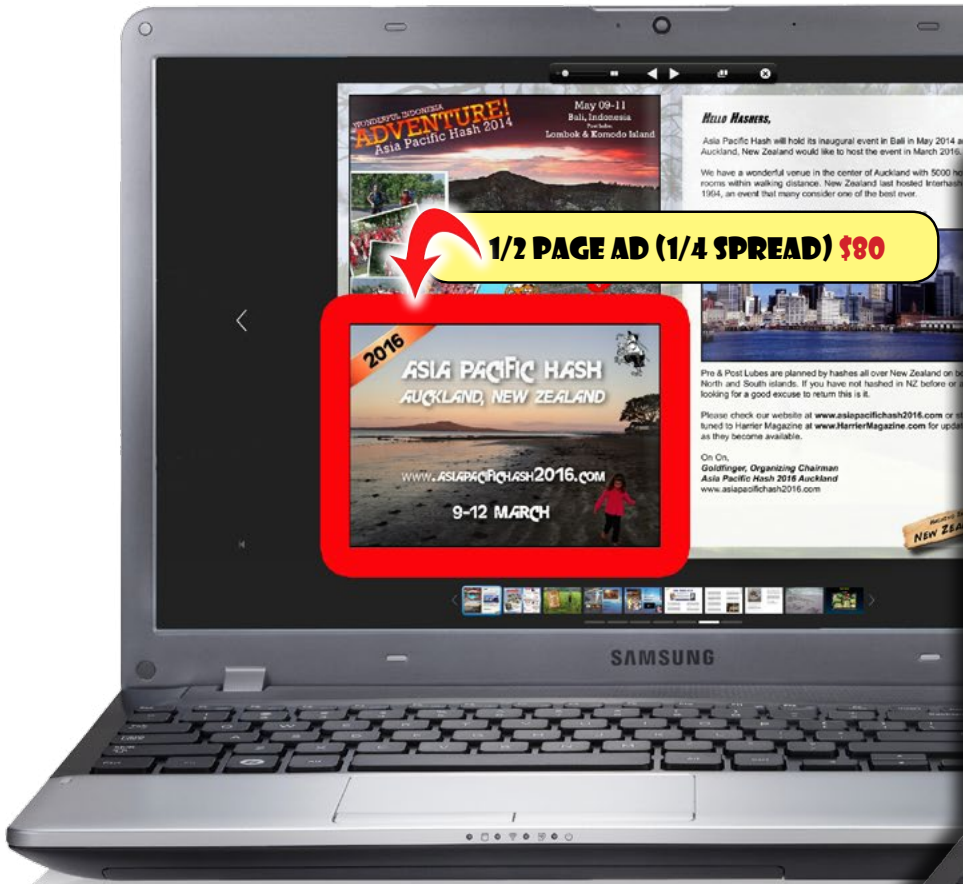 WONDERFUL INDONESIA
ADVENTURE!
Asia Pacific Hash 2014
May 09-11
Bali, Indonesia
Lombok & Komodo Island
1/2 PAGE AD (1/4 SPREAD) $80
2016
ASIA PACIFIC HASH
AUCKLAND, NEW ZEALAND
WWW.ASIAPACIFICHASH2016.COM
9-12 MARCH
HELLO HASHERS,
Asia Pacific Hash will hold its inaugural event in Bali in May 2014
Auckland, New Zealand would like to host the event in March 2016.
We have a wonderful venue in the center of Auckland with 5000
rooms within walking distance. New Zealand last hosted
1994, an event that many consider one of the best ever.
Pre & Post Lubes are planned by hashes all over New Zealand on
North and South islands. If you have not hashed in NZ before or
looking for a good excuse to return this is it.
Please check our website at www.asiapacifichash2016.com or
tuned to Harrier Magazine at www.HarrierMagazine.com for
as they become available.
On On,
Goldfinger, Organizing Chairman
Asia Pacific Hash 2016 Auckland
www.asiapacifichash2016.com
NEW
SAMSUNG